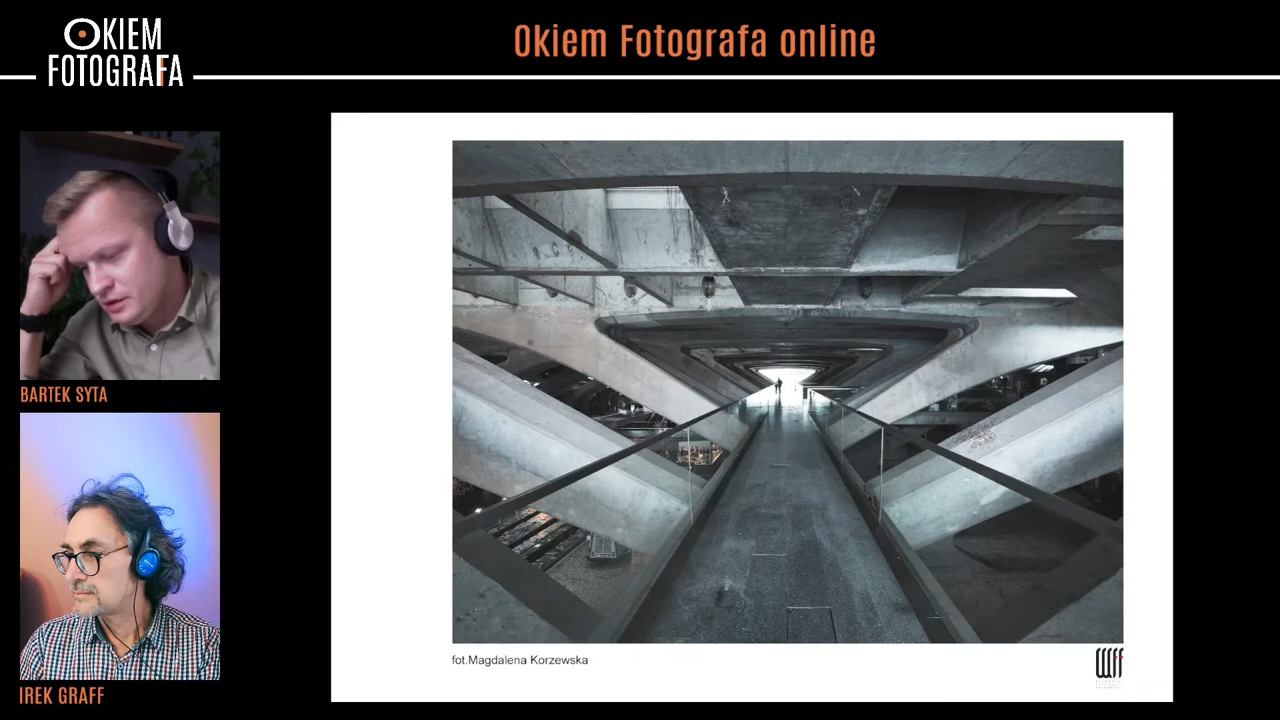 OKIEM
FOTOGRAFA
Okiem Fotografa online
BARTEK SYTA
IREK GRAFF
fot.Magdalena Korzewska